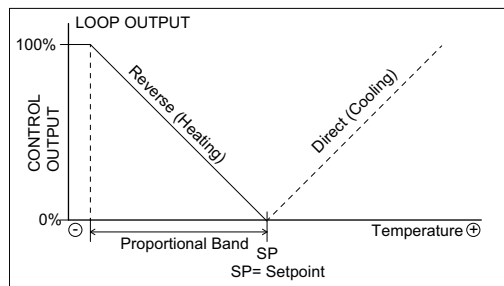 LOOP OUTPUT
100%
CONTROL OUTPUT
Reverse (Heating)
Direct (Cooling)
0%
-
Proportional Band
SP
Temperature +
SP= Setpoint